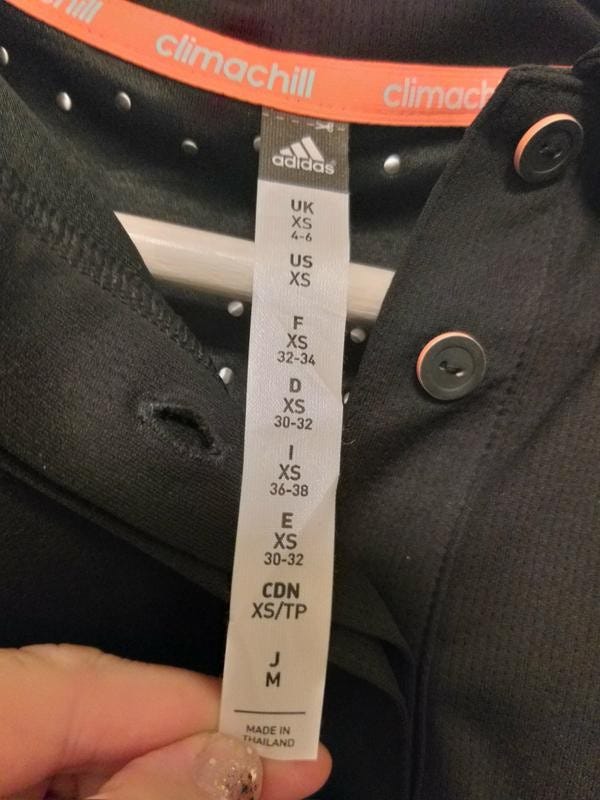 climachill
climach
adidas
UK
XS
4-6
US
XS
F
XS
32-34
D
XS
30-32
I
XS
36-38
E
XS
30-32
CDN
XS/TP
J
M
MADE IN
THAILAND